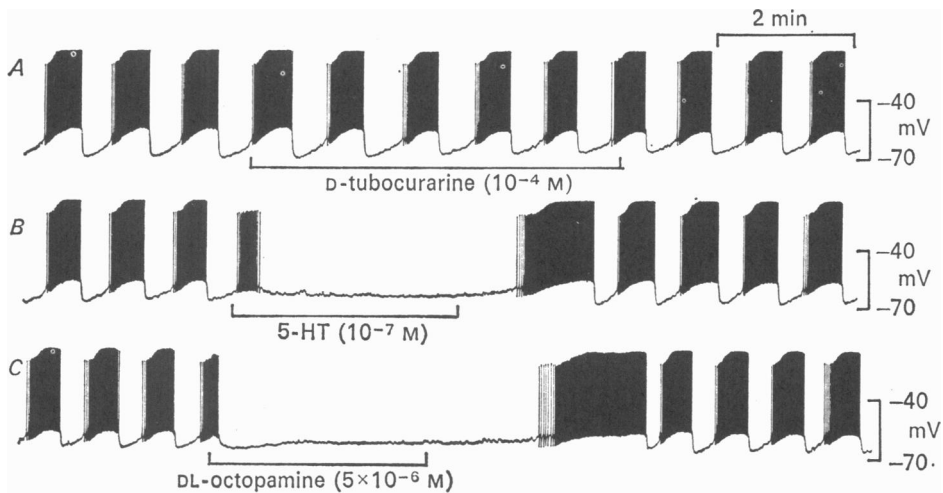 2 min
A
−40
mV
−70
D-tubocurarine (10⁻⁴ M)
B
−40
mV
−70
5-HT (10⁻⁷ M)
C
−40
mV
−70.
DL-octopamine (5×10⁻⁶ M)